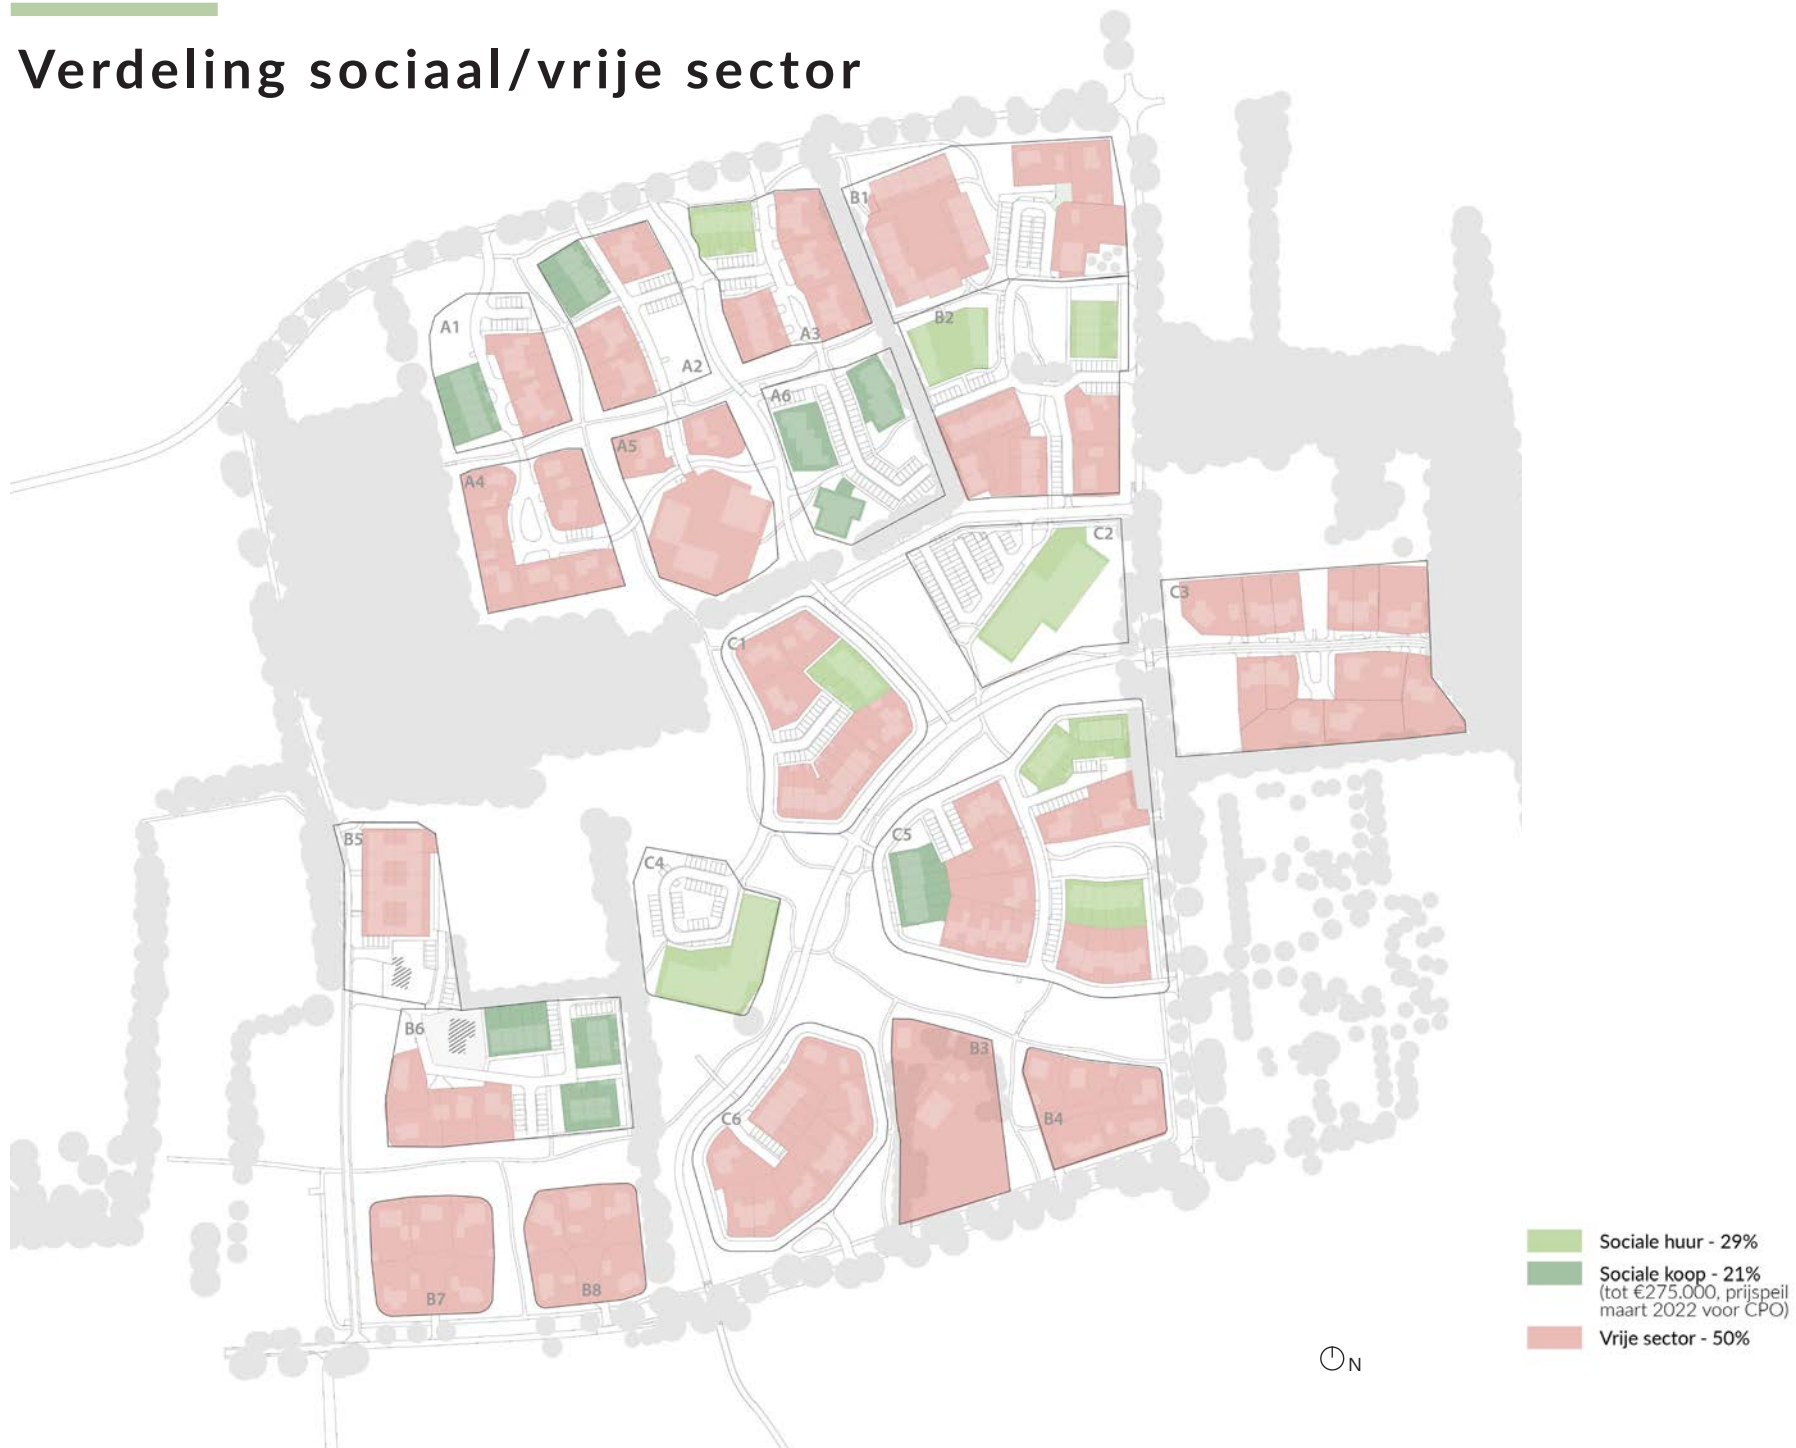 Verdeling sociaal/vrije sector
B1
A1
B2
A3
A2
A6
A5
A4
C2
C3
C1
C5
B5
C4
B6
B3
C6
B4
B8
B7
Sociale huur - 29%
Sociale koop - 21%
(tot €275.000, prijspeil
maart 2022 voor CPO)
Vrije sector - 50%
N